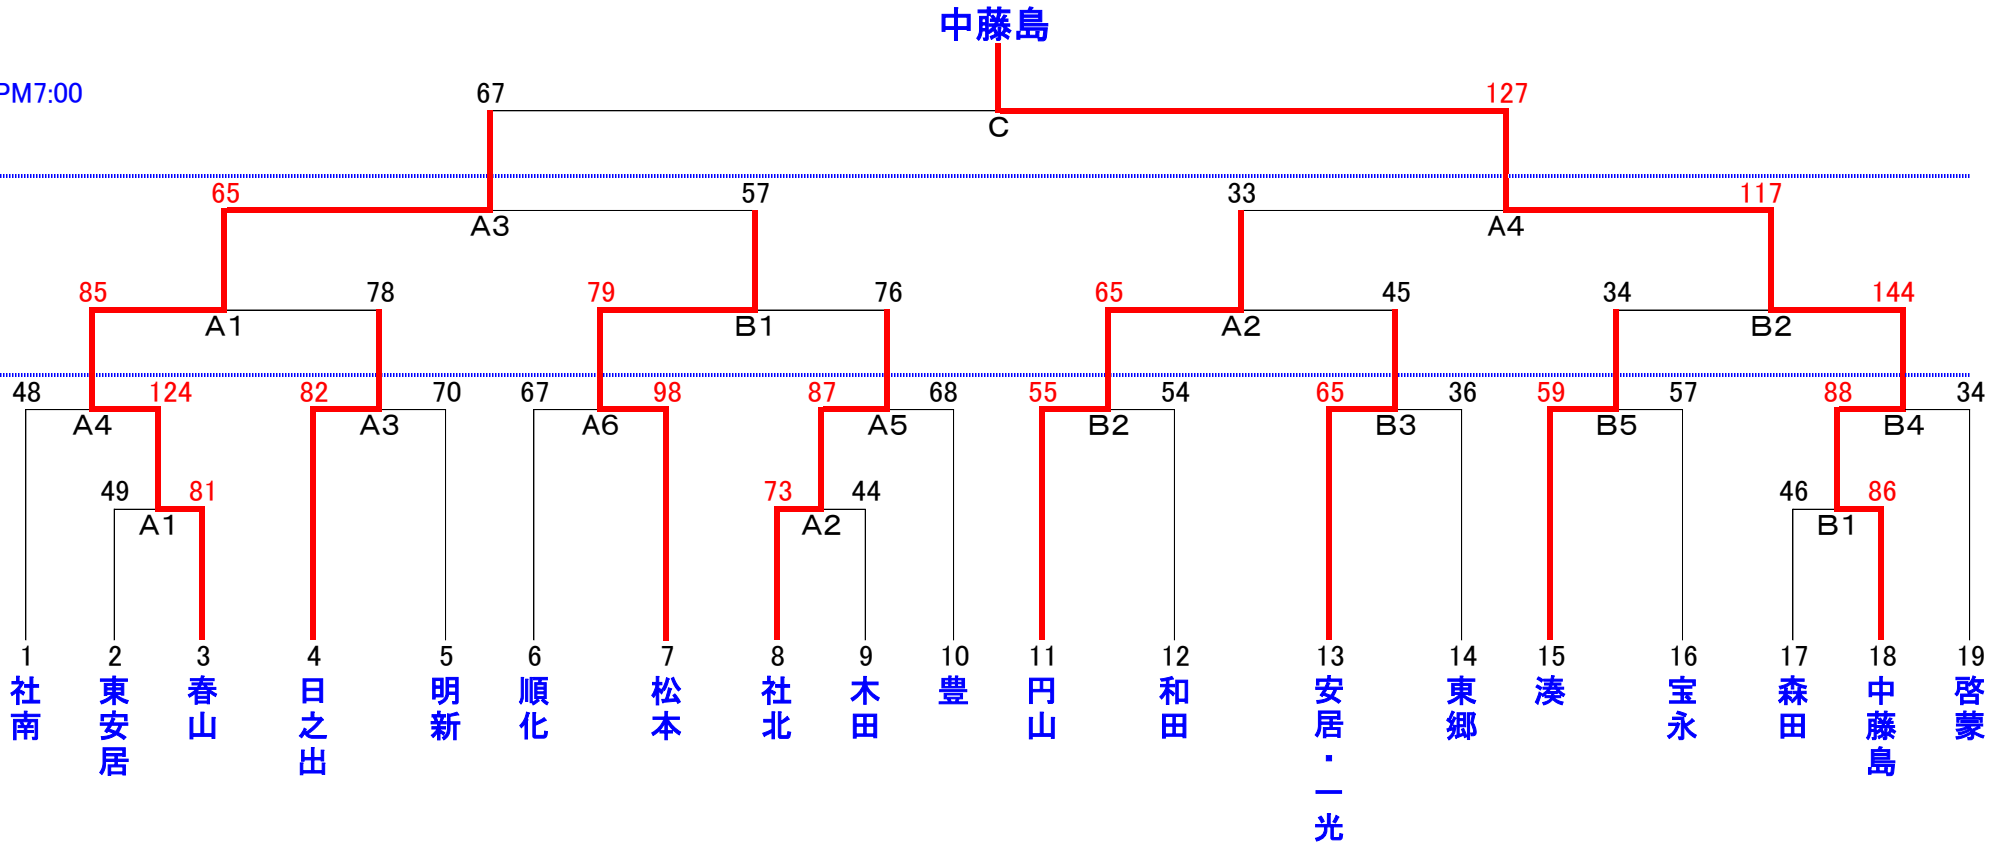 中藤島
PM7:00
67 127
C
65 57 33 117
A3 A4
85 78 79 76 65 45 34 144
A1 B1 A2 B2
48 124 82 70 67 98 87 68 55 54 65 36 59 57 88 34
A4 A3 A6 A5 B2 B3 B5 B4
49 81 73 44 46 86
A1 A2 B1
1 2 3 4 5 6 7 8 9 10 11 12 13 14 15 16 17 18 19
社南
東安居
春山
日之出
明新
順化
松本
社北
木田
豊
円山
和田
安居・一光
東郷
湊
宝永
森田
中藤島
啓蒙